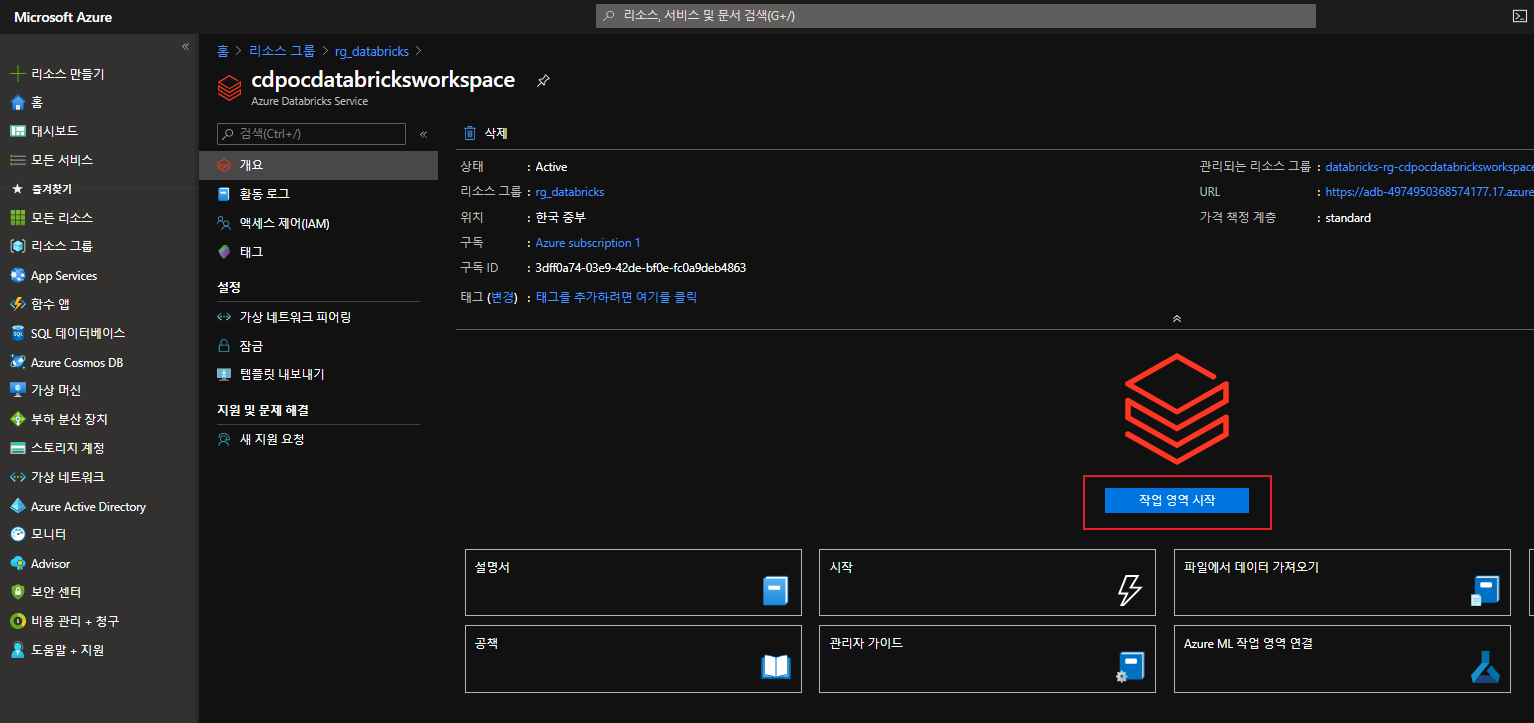 Microsoft Azure
리소스, 서비스 및 문서 검색(G+/)
리소스 만들기
홈
대시보드
모든 서비스
즐겨찾기
모든 리소스
리소스 그룹
App Services
함수 앱
SQL 데이터베이스
Azure Cosmos DB
가상 머신
부하 분산 장치
스토리지 계정
가상 네트워크
Azure Active Directory
모니터
Advisor
보안 센터
비용 관리 + 청구
도움말 + 지원
홈 > 리소스 그룹 > rg_databricks >
cdpocdatabricksworkspace
Azure Databricks Service
검색(Ctrl+/)
개요
활동 로그
액세스 제어(IAM)
태그
설정
가상 네트워크 피어링
잠금
템플릿 내보내기
지원 및 문제 해결
새 지원 요청
삭제
상태 : Active
리소스 그룹 : rg_databricks
위치 : 한국 중부
구독 : Azure subscription 1
구독 ID : 3dff0a74-03e9-42de-bf0e-fc0a9deb4863
태그 (변경) : 태그를 추가하려면 여기를 클릭
관리되는 리소스 그룹 : databricks-rg-cdpocdatabricksworkspace
URL : https://adb-4974950368574177.17.azure
가격 책정 계층 : standard
작업 영역 시작
설명서
시작
파일에서 데이터 가져오기
공책
관리자 가이드
Azure ML 작업 영역 연결